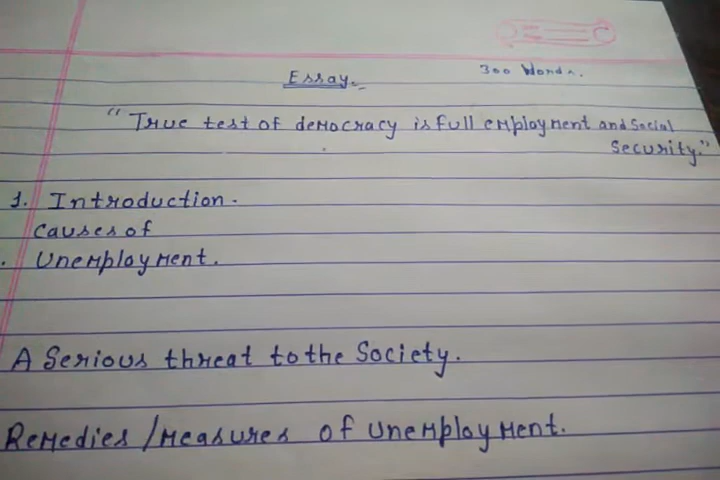 Essay.
300 Words.
"True test of democracy is full employment and Social
Security."
1. Introduction.
Causes of
. Unemployment.
A Serious threat to the Society.
Remedies/Measures of Unemployment.